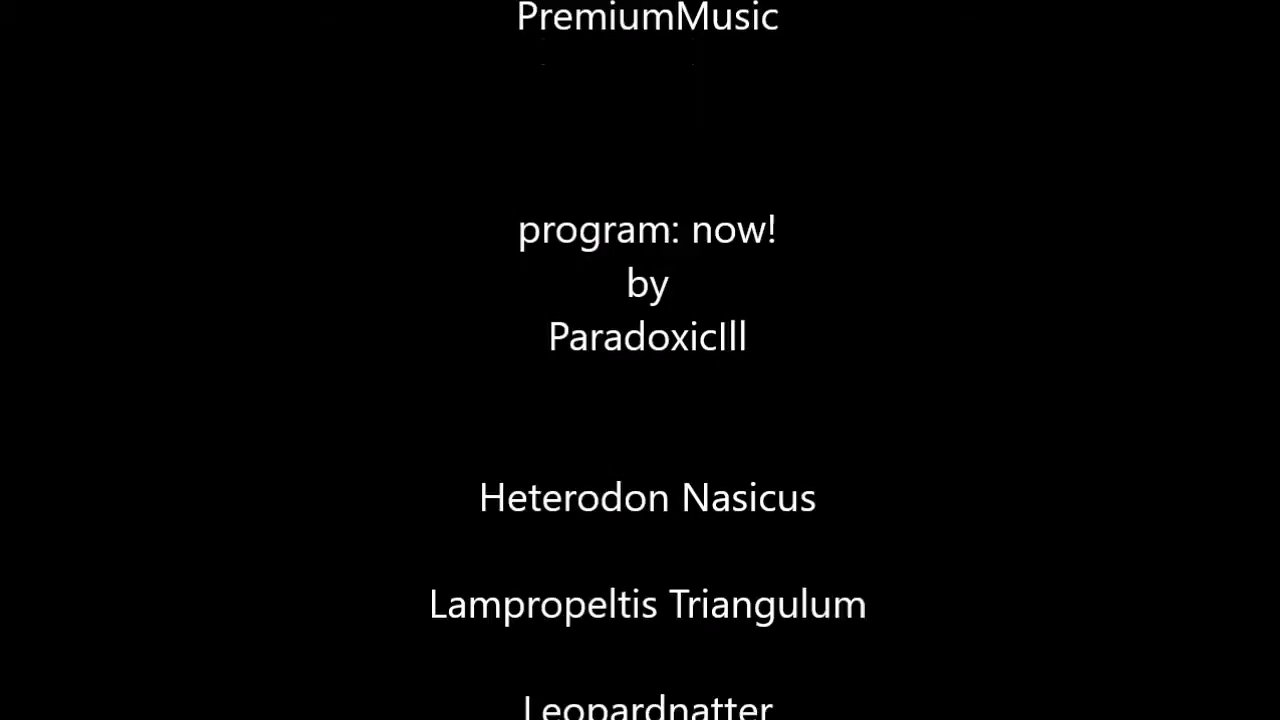 PremiumMusic
program: now!
by
ParadoxicIll
Heterodon Nasicus
Lampropeltis Triangulum
Leopardnatter